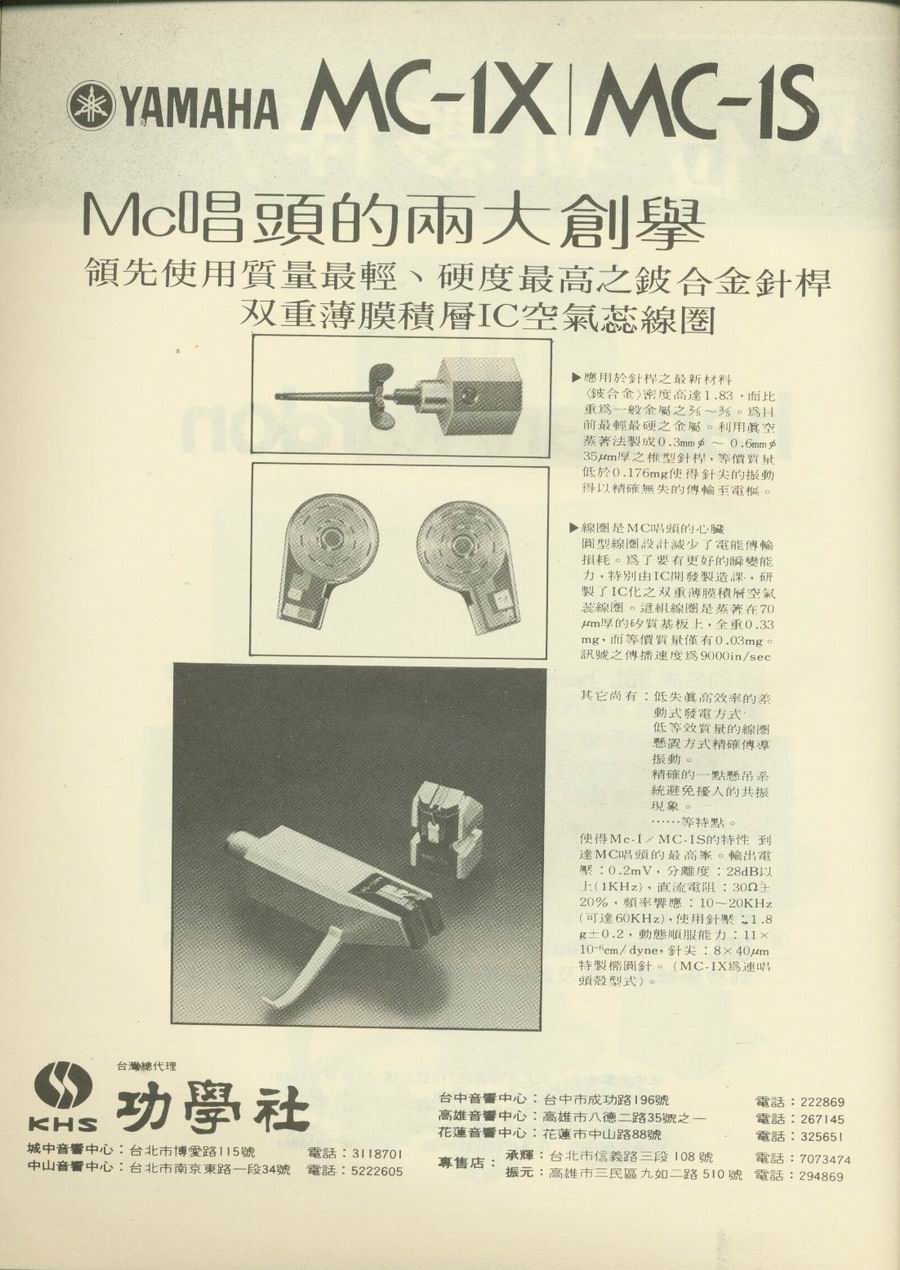 YAMAHA MC-1X|MC-1S
Mc唱頭的兩大創舉
領先使用質量最輕、硬度最高之鈹合金針桿
双重薄膜積層IC空氣蕊線圈
▶應用於針桿之最新材料
〈鈹合金〉密度高達1.83，而比
重爲一般金屬之
～
。爲目
前最輕最硬之金屬。利用眞空
蒸著法製成0.3mmφ～0.6mmφ
35μm厚之椎型針桿，等價質量
低於0.176mg使得針尖的振動
得以精確無失的傳輸至電樞。
▶線圈是MC唱頭的心臟
圓型線圈設計減少了電能傳輸
損耗。爲了要有更好的瞬變能
力，特別由IC開發製造課，研
製了IC化之双重薄膜積層空氣
蕊線圈。這組線圈是蒸著在70
μm厚的矽質基板上，全重0.33
mg，而等價質量僅有0.03mg。
訊號之傳播速度爲9000in/sec
其它尚有：低失眞高效率的差
動式發電方式
低等效質量的線圈
懸置方式精確傳導
振動。
精確的一點懸吊系
統避免擾人的共振
現象。
……等特點。
使得Mc-I／MC-1S的特性 到
達MC唱頭的最高峯。輸出電
壓：0.2mV，分離度：28dB以
上(1KHz)，直流電阻：30Ω±
20%，頻率響應：10～20KHz
(可達60KHz)，使用針壓：1.8
g±0.2，動態順服能力：11×
10⁻⁶cm/dyne，針尖：8×40μm
特製橢圓針。(MC-1X爲連唱
頭殼型式)。
KHS
台灣總代理
功學社
城中音響中心：台北市博愛路115號 電話：3118701
中山音響中心：台北市南京東路一段34號 電話：5222605
台中音響中心：台中市成功路196號 電話：222869
高雄音響中心：高雄市八德二路35號之一 電話：267145
花蓮音響中心：花蓮市中山路88號 電話：325651
專售店：承輝：台北市信義路三段108號 電話：7073474
振元：高雄市三民區九如二路510號 電話：294869